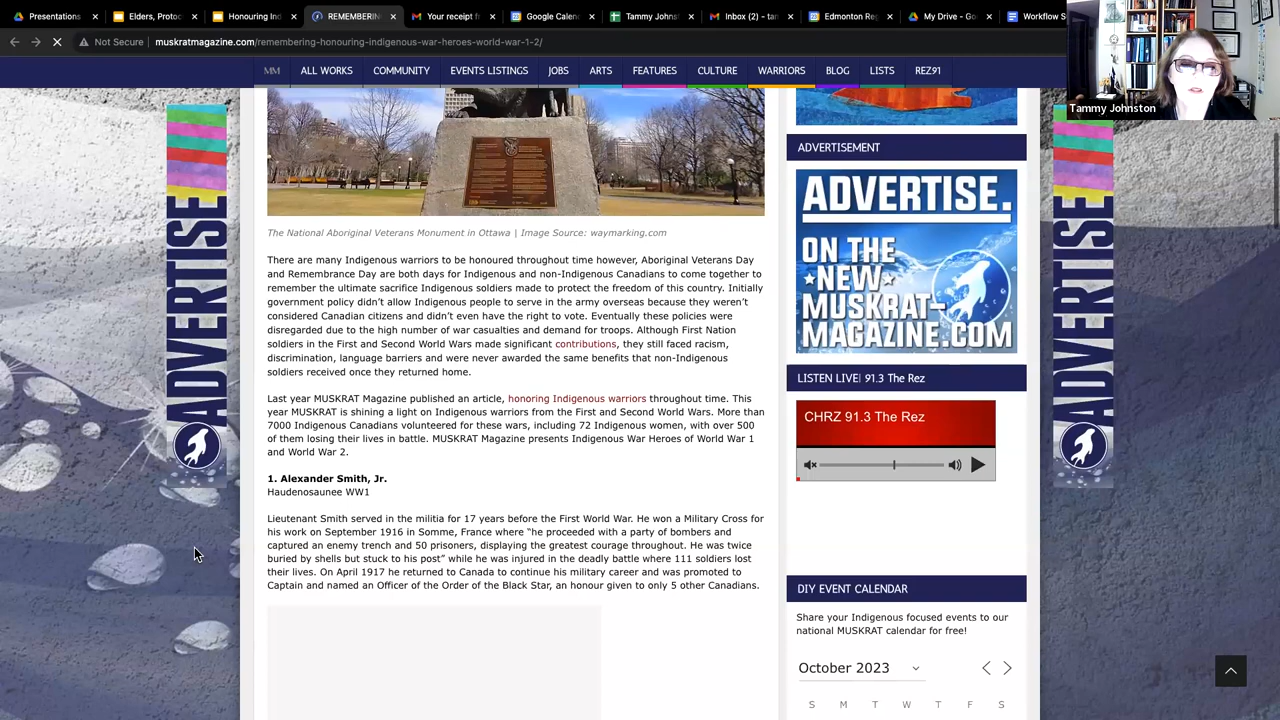 Presentations
Elders, Protoc
Honouring Ind
REMEMBERIN
Your receipt f
Google Calen
Tammy Johnst
Inbox (2) – tam
Edmonton Reg
My Drive - Go
Workflow S
Not Secure
muskratmagazine.com/remembering-honouring-indigenous-war-heroes-world-war-1-2/
Tammy Johnston
MM
ALL WORKS
COMMUNITY
EVENTS LISTINGS
JOBS
ARTS
FEATURES
CULTURE
WARRIORS
BLOG
LISTS
REZ91
ADVERTISE
The National Aboriginal Veterans Monument in Ottawa | Image Source: waymarking.com
There are many Indigenous warriors to be honoured throughout time however, Aboriginal Veterans Day
and Remembrance Day are both days for Indigenous and non-Indigenous Canadians to come together to
remember the ultimate sacrifice Indigenous soldiers made to protect the freedom of this country. Initially
government policy didn't allow Indigenous people to serve in the army overseas because they weren't
considered Canadian citizens and didn't even have the right to vote. Eventually these policies were
disregarded due to the high number of war casualties and demand for troops. Although First Nation
soldiers in the First and Second World Wars made significant contributions, they still faced racism,
discrimination, language barriers and were never awarded the same benefits that non-Indigenous
soldiers received once they returned home.
Last year MUSKRAT Magazine published an article, honoring Indigenous warriors throughout time. This
year MUSKRAT is shining a light on Indigenous warriors from the First and Second World Wars. More than
7000 Indigenous Canadians volunteered for these wars, including 72 Indigenous women, with over 500
of them losing their lives in battle. MUSKRAT Magazine presents Indigenous War Heroes of World War 1
and World War 2.
1. Alexander Smith, Jr.
Haudenosaunee WW1
Lieutenant Smith served in the militia for 17 years before the First World War. He won a Military Cross for
his work on September 1916 in Somme, France where "he proceeded with a party of bombers and
captured an enemy trench and 50 prisoners, displaying the greatest courage throughout. He was twice
buried by shells but stuck to his post" while he was injured in the deadly battle where 111 soldiers lost
their lives. On April 1917 he returned to Canada to continue his military career and was promoted to
Captain and named an Officer of the Order of the Black Star, an honour given to only 5 other Canadians.
ADVERTISEMENT
ADVERTISE.
ON THE
NEW
MUSKRAT-
MAGAZINE.COM
LISTEN LIVE| 91.3 The Rez
CHRZ 91.3 The Rez
DIY EVENT CALENDAR
Share your Indigenous focused events to our
national MUSKRAT calendar for free!
October 2023
S M T W T F S
ADVERTISE